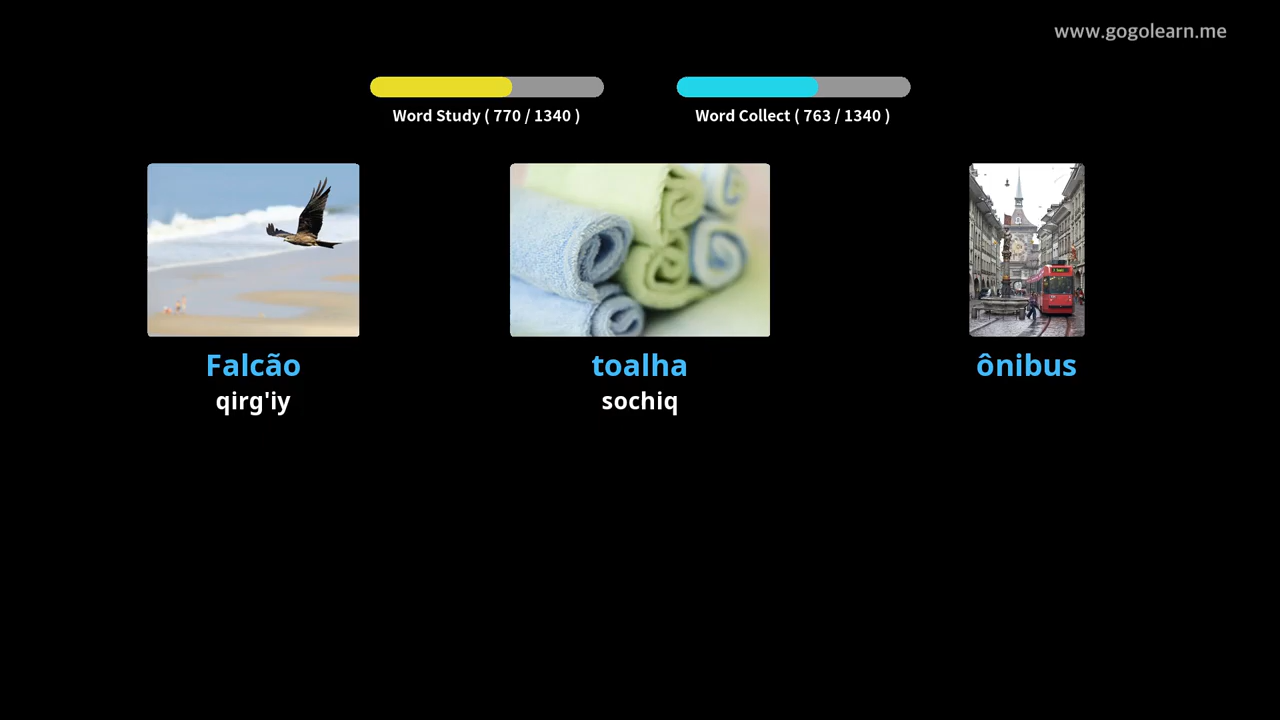 www.gogolearn.me
Word Study ( 770 / 1340 )
Word Collect ( 763 / 1340 )
Falcão
toalha
ônibus
qirg'iy
sochiq